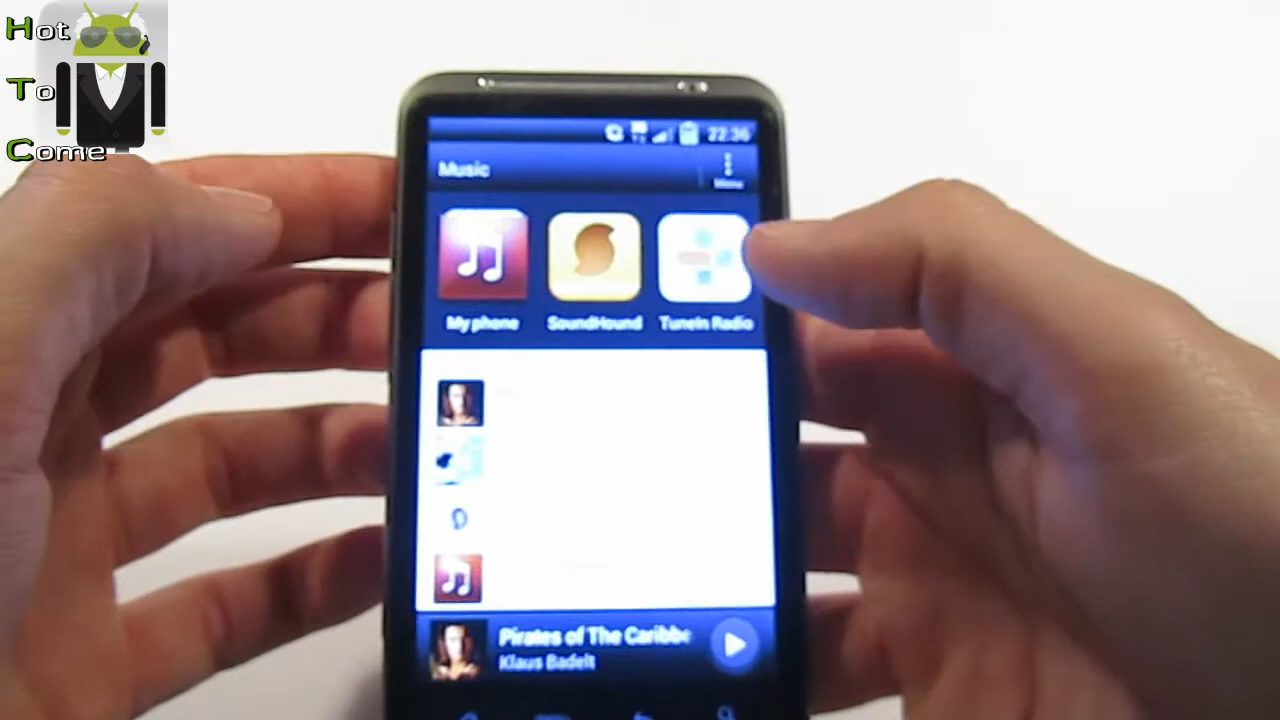 Hot
To
Come
22:36
Music
Menu
My phone
SoundHound
TuneIn Radio
Pirates of The Caribbe
Klaus Badelt